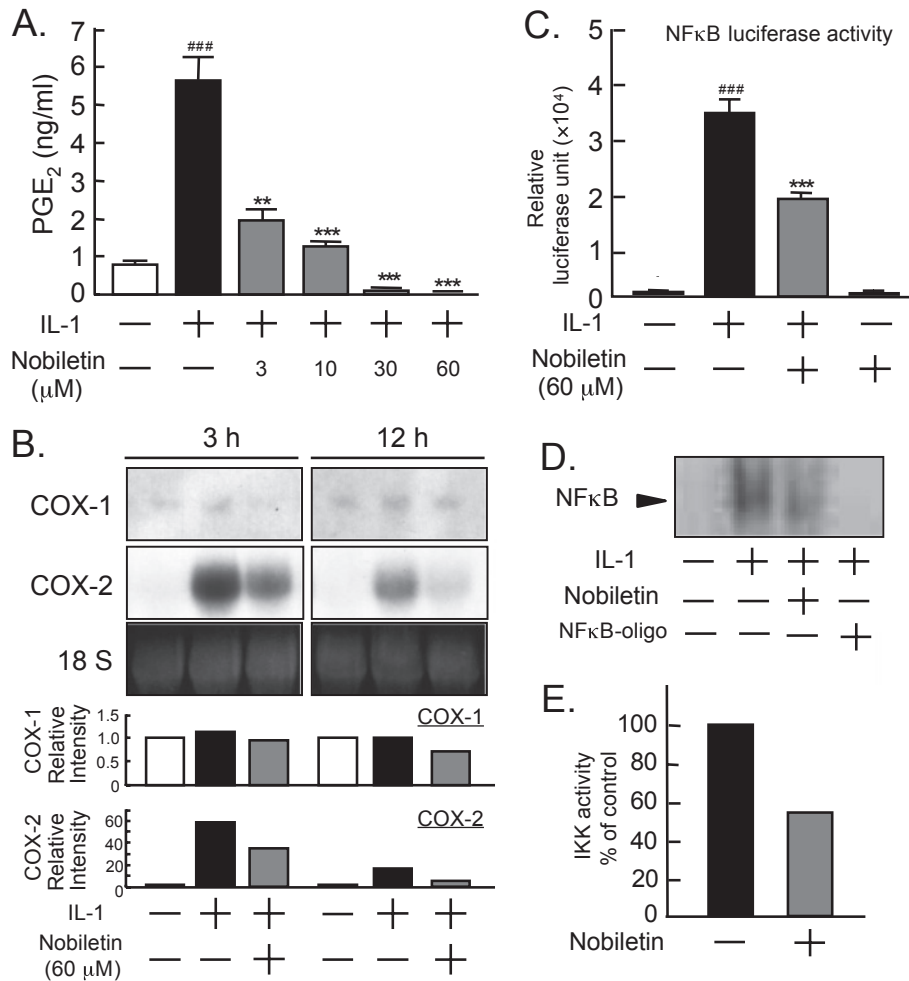 A.
7
6
5
4
3
2
1
0
PGE2 (ng/ml)
###
**
***
***
***
IL-1 — + + + + +
Nobiletin (μM) — — 3 10 30 60
C.
NFκB luciferase activity
5
4
3
2
1
0
Relative
luciferase unit (×10⁴)
###
***
IL-1 — + + —
Nobiletin (60 μM) — — + +
B.
3 h 12 h
COX-1
COX-2
18 S
COX-1
Relative
Intensity
1.5
1.0
0.5
0
COX-1
COX-2
Relative
Intensity
60
40
20
0
COX-2
IL-1 — + + — + +
Nobiletin (60 μM) — — + — — +
D.
NFκB
IL-1 — + + +
Nobiletin — — + —
NFκB-oligo — — — +
E.
100
80
60
40
20
0
IKK activity
% of control
Nobiletin — +